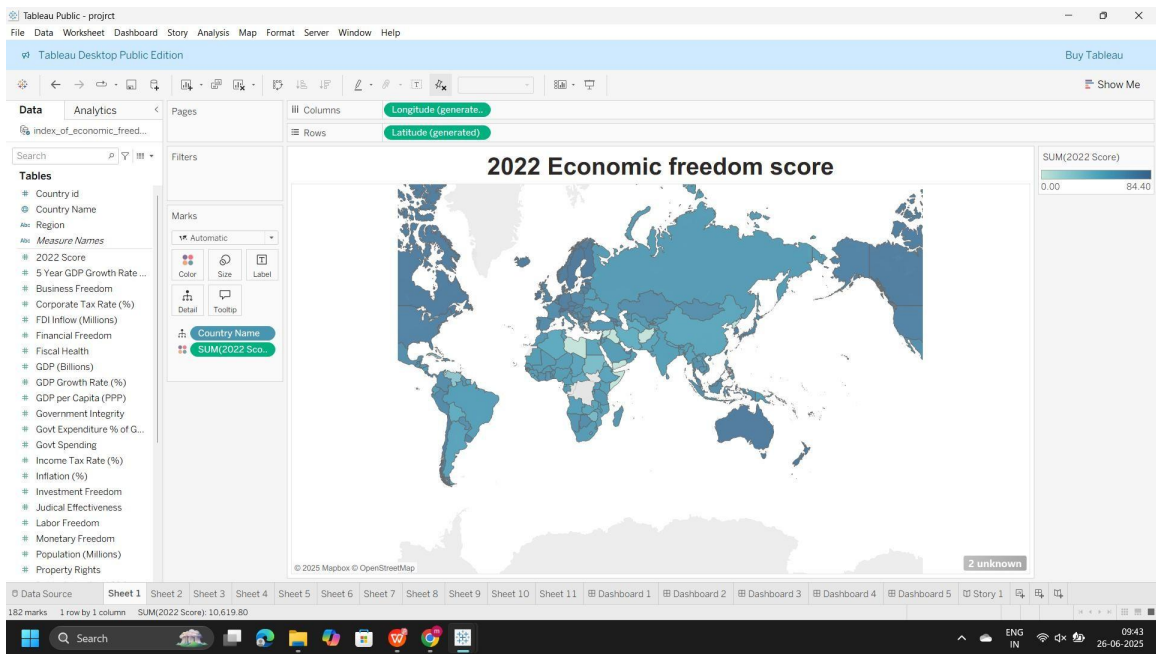 Tableau Public - projrct
File Data Worksheet Dashboard Story Analysis Map Format Server Window Help
Tableau Desktop Public Edition
Buy Tableau
Show Me
Data Analytics
index_of_economic_freed...
Search
Tables
Country id
Country Name
Abc Region
Abc Measure Names
# 2022 Score
# 5 Year GDP Growth Rate ...
# Business Freedom
# Corporate Tax Rate (%)
# FDI Inflow (Millions)
# Financial Freedom
# Fiscal Health
# GDP (Billions)
# GDP Growth Rate (%)
# GDP per Capita (PPP)
# Government Integrity
# Govt Expenditure % of G...
# Govt Spending
# Income Tax Rate (%)
# Inflation (%)
# Investment Freedom
# Judical Effectiveness
# Labor Freedom
# Monetary Freedom
# Population (Millions)
# Property Rights
Pages
Filters
Marks
Automatic
Color Size Label
Detail Tooltip
Country Name
SUM(2022 Sco..
Columns
Longitude (generate..
Rows
Latitude (generated)
2022 Economic freedom score
© 2025 Mapbox © OpenStreetMap
2 unknown
SUM(2022 Score)
0.00 84.40
Data Source Sheet 1 Sheet 2 Sheet 3 Sheet 4 Sheet 5 Sheet 6 Sheet 7 Sheet 8 Sheet 9 Sheet 10 Sheet 11 Dashboard 1 Dashboard 2 Dashboard 3 Dashboard 4 Dashboard 5 Story 1
182 marks 1 row by 1 column SUM(2022 Score): 10,619.80
Search
ENG
IN
09:43
26-06-2025